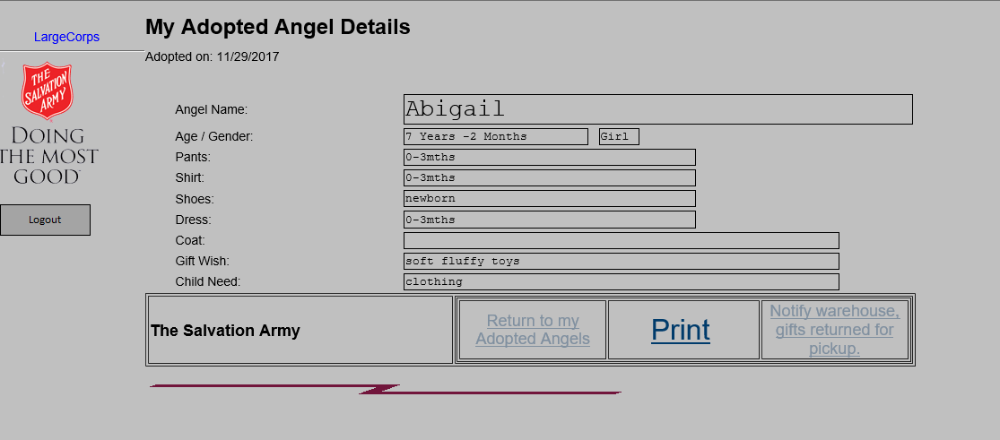 LargeCorps
My Adopted Angel Details
Adopted on: 11/29/2017
THE
SALVATION
ARMY
DOING
THE MOST
GOOD
Logout
Angel Name: Abigail
Age / Gender: 7 Years -2 Months Girl
Pants: 0-3mths
Shirt: 0-3mths
Shoes: newborn
Dress: 0-3mths
Coat:
Gift Wish: soft fluffy toys
Child Need: clothing
The Salvation Army
Return to my
Adopted Angels
Print
Notify warehouse,
gifts returned for
pickup.